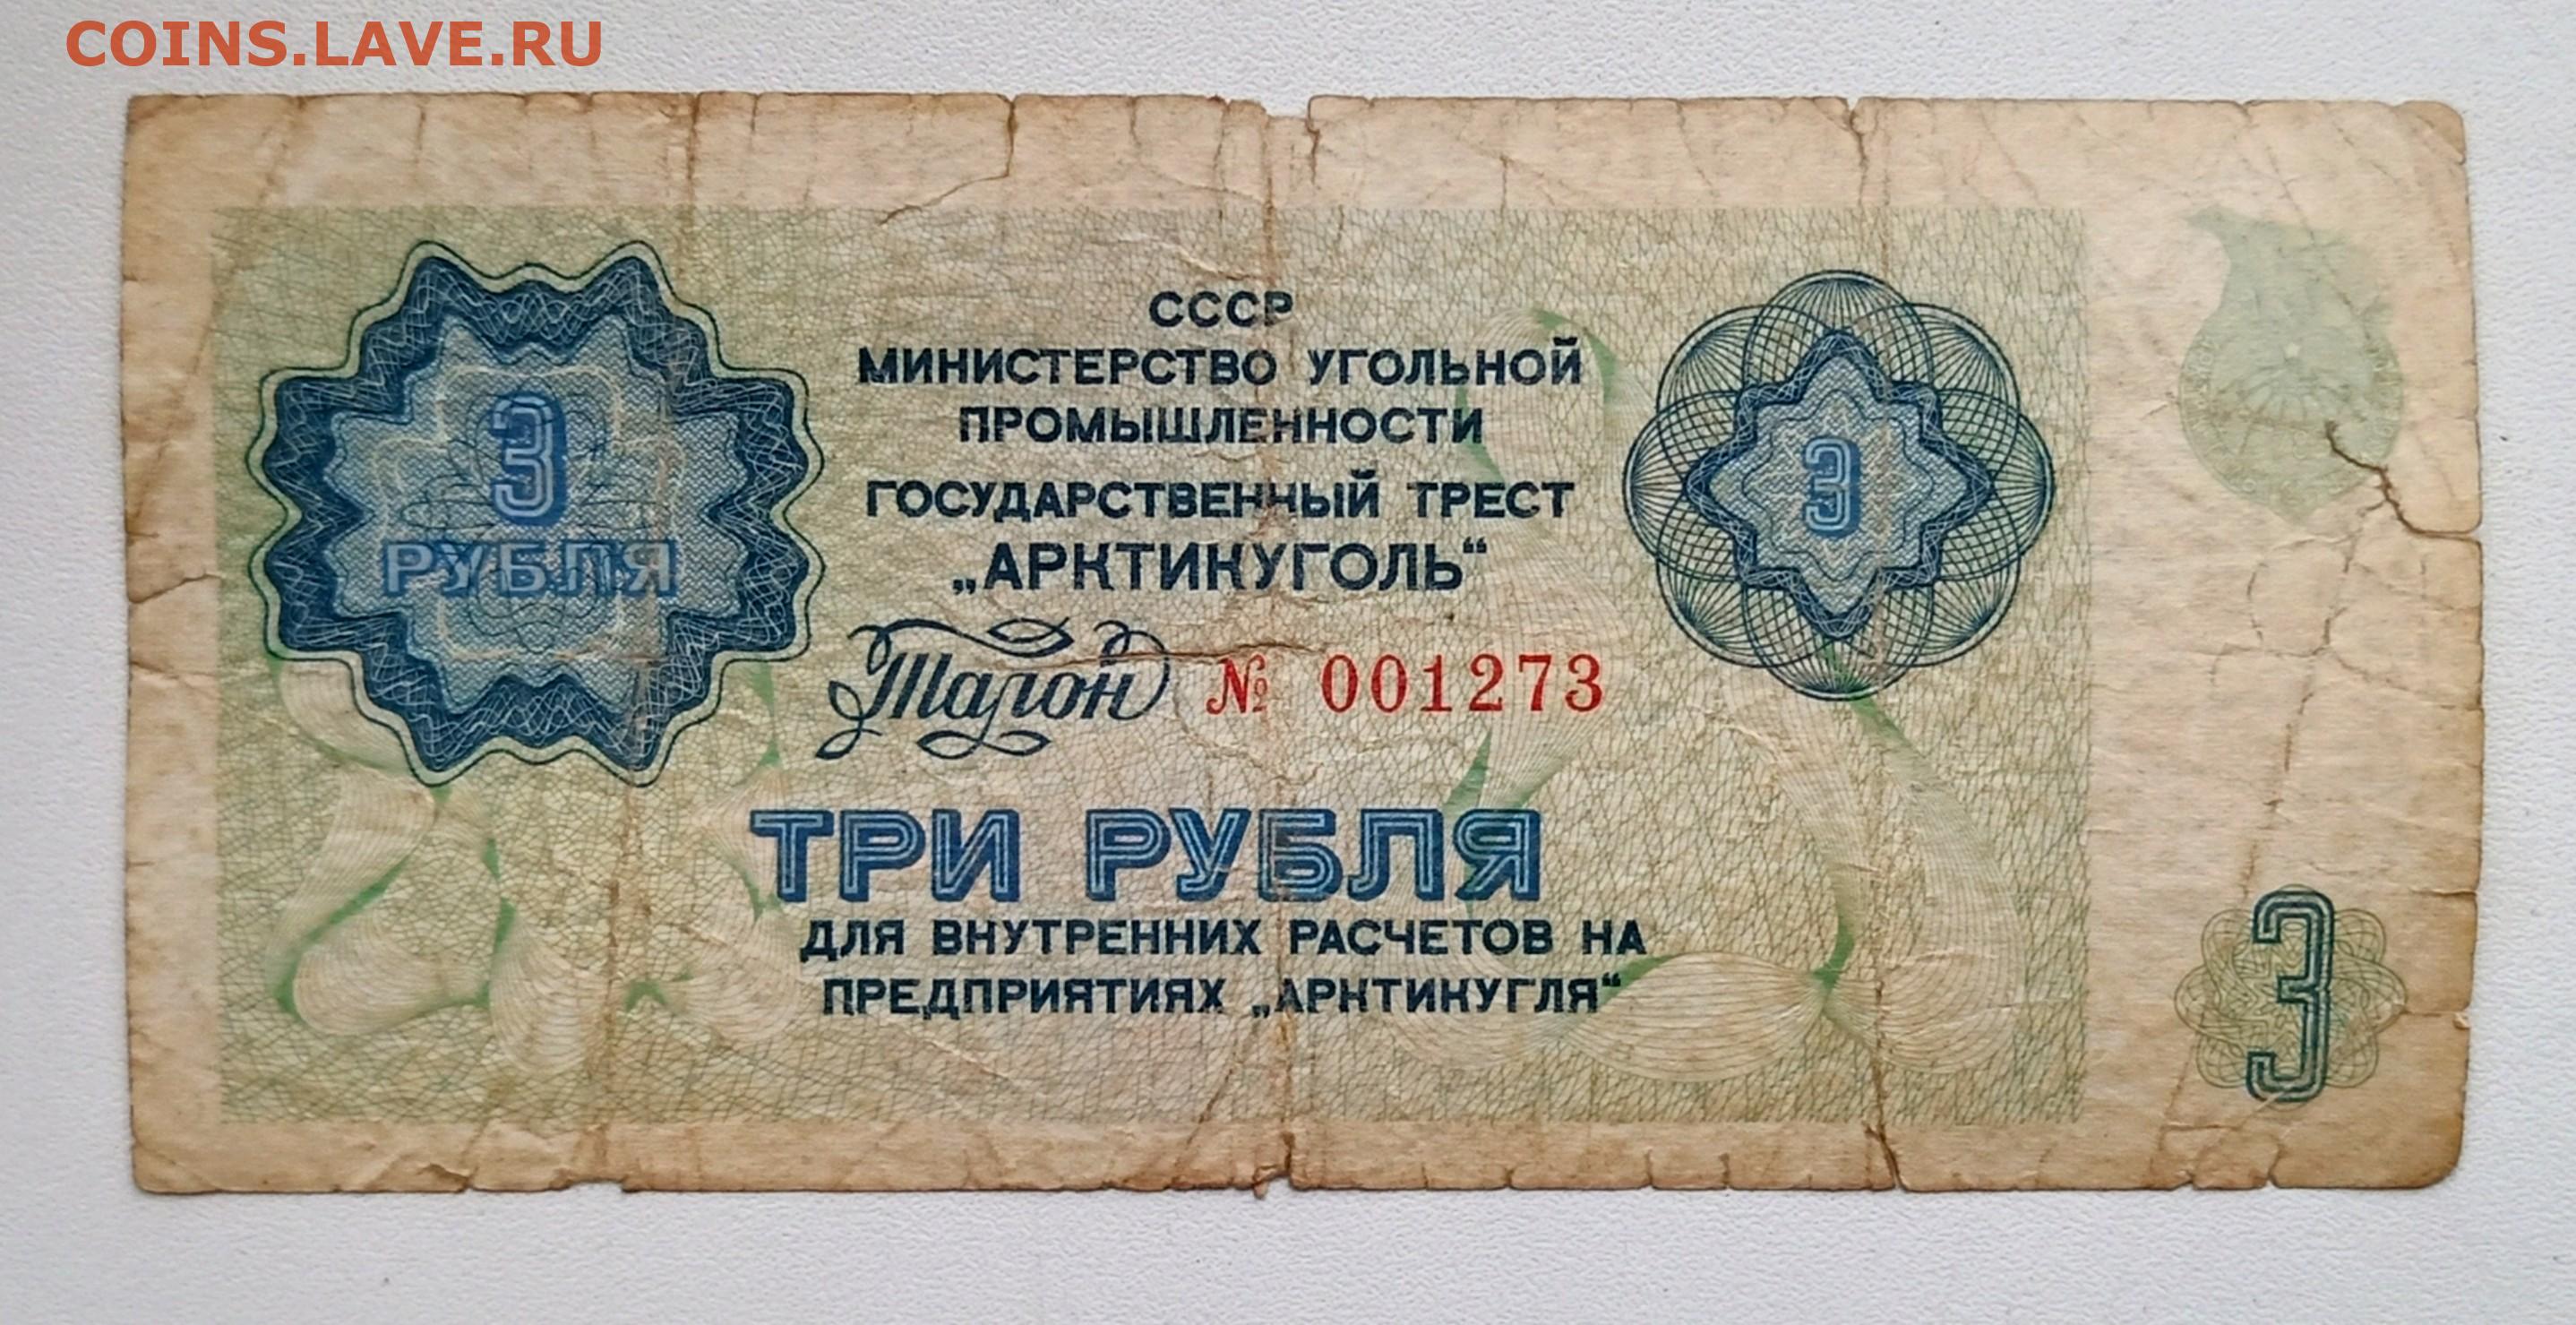 COINS.LAVE.RU
СССР
МИНИСТЕРСТВО УГОЛЬНОЙ
ПРОМЫШЛЕННОСТИ
ГОСУДАРСТВЕННЫЙ ТРЕСТ
„АРКТИКУГОЛЬ“
3
РУБЛЯ
3
Талон № 001273
ТРИ РУБЛЯ
ДЛЯ ВНУТРЕННИХ РАСЧЕТОВ НА
ПРЕДПРИЯТИЯХ „АРКТИКУГЛЯ“
3